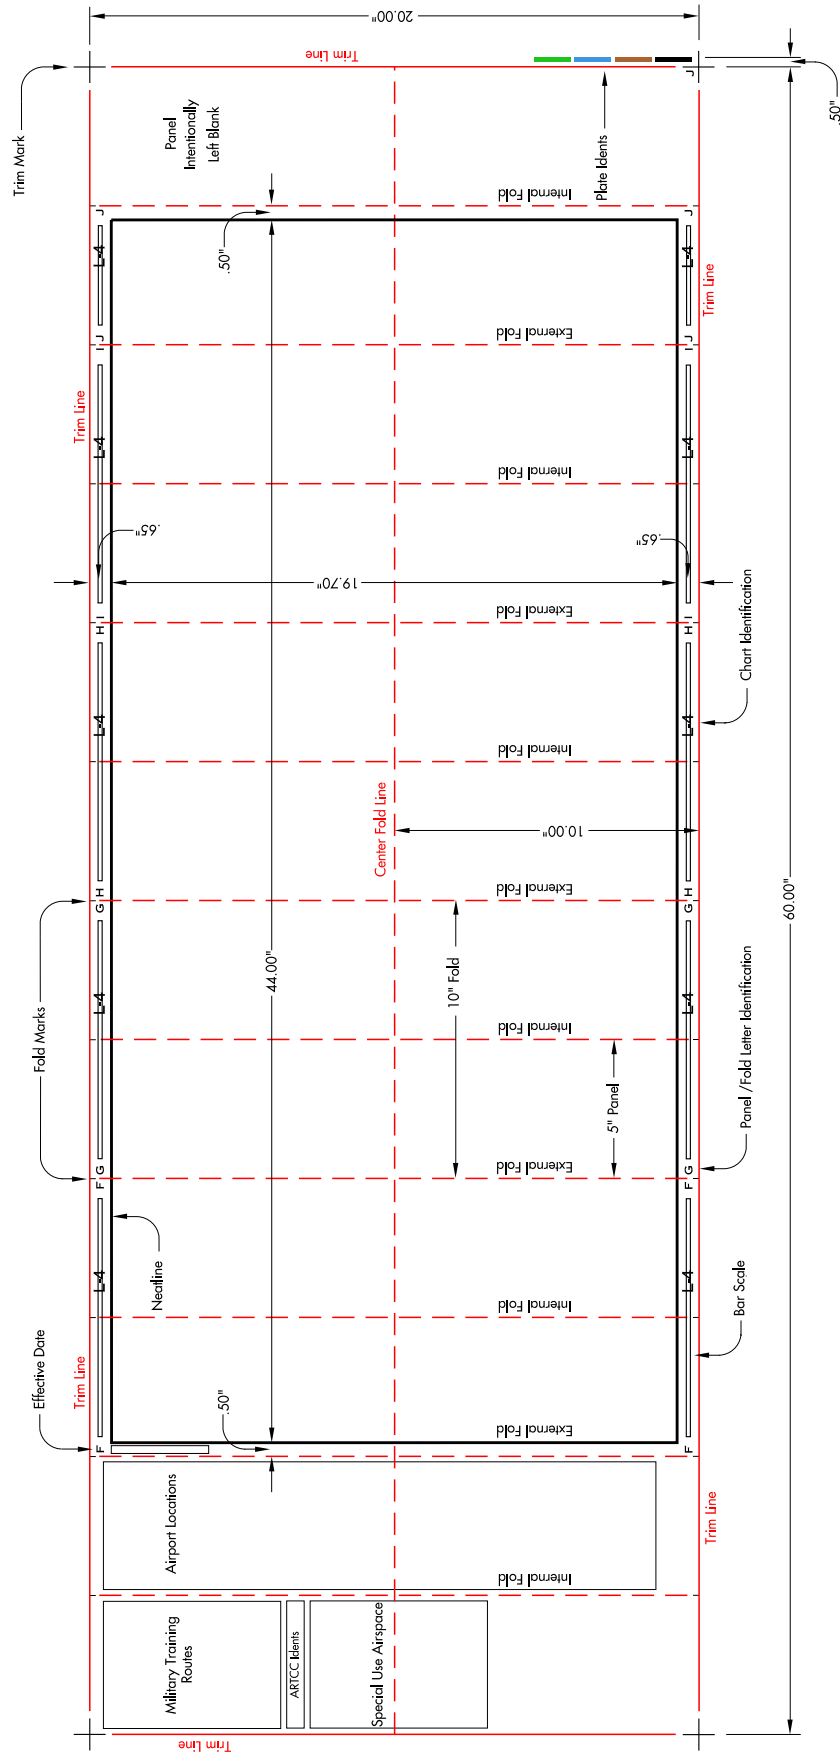 20.00"
Trim Line
Trim Mark
Panel
Intentionally
Left Blank
Plate Idents
J
.50"
Internal Fold
J
J
.50"
L-4
L-4
Trim Line
External Fold
I J
I J
Trim Line
L-4
L-4
Internal Fold
.65"
.65"
19.70"
External Fold
H I
H I
Chart Identification
L-4
L-4
Internal Fold
Center Fold Line
10.00"
External Fold
G H
G H
60.00"
44.00"
10" Fold
Fold Marks
L-4
L-4
Internal Fold
5" Panel
Panel / Fold Letter Identification
External Fold
F G
F G
Neatline
L-4
L-4
Internal Fold
Bar Scale
Effective Date
Trim Line
.50"
External Fold
F
F
Airport Locations
Trim Line
Internal Fold
Military Training
Routes
ARTCC Idents
Special Use Airspace
Trim Line